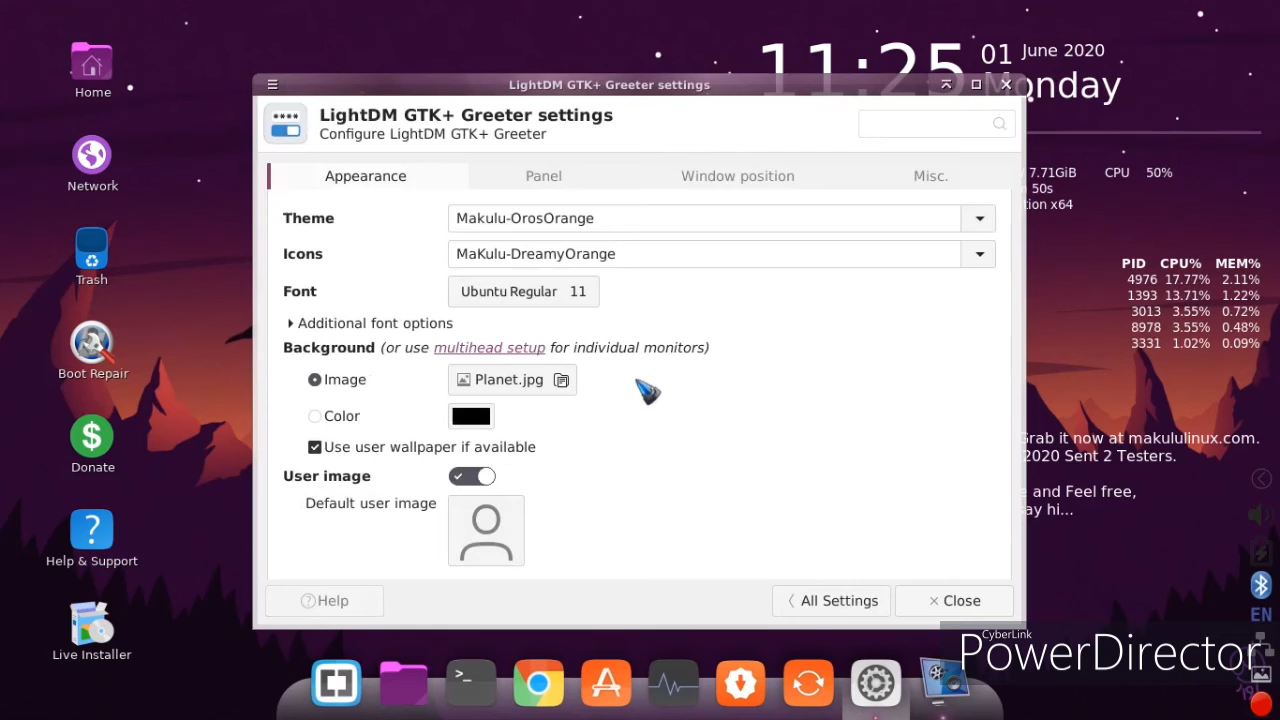 11:25 01 June 2020
Monday
Home
Network
Trash
Boot Repair
Donate
Help & Support
Live Installer
LightDM GTK+ Greeter settings
****
LightDM GTK+ Greeter settings
Configure LightDM GTK+ Greeter
Appearance Panel Window position Misc.
Theme Makulu-OrosOrange
Icons MaKulu-DreamyOrange
Font Ubuntu Regular 11
Additional font options
Background (or use multihead setup for individual monitors)
Image Planet.jpg
Color
Use user wallpaper if available
User image
Default user image
Help All Settings Close
7.71GiB CPU 50%
50s
tion x64
PID CPU% MEM%
4976 17.77% 2.11%
1393 13.71% 1.22%
3013 3.55% 0.72%
8978 3.55% 0.48%
3331 1.02% 0.09%
Grab it now at makululinux.com.
2020 Sent 2 Testers.
e and Feel free,
ay hi...
EN
CyberLink
PowerDirector